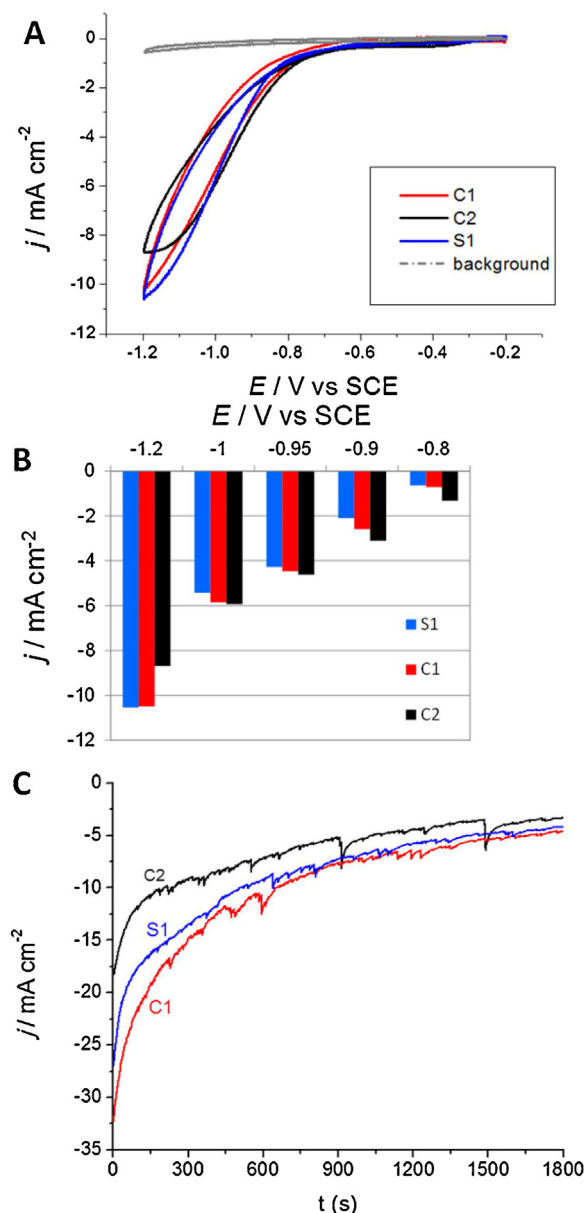 A
j / mA cm⁻²
0
-2
-4
-6
-8
-10
-12
C1
C2
S1
background
-1.2 -1.0 -0.8 -0.6 -0.4 -0.2
E / V vs SCE
E / V vs SCE
B
-1.2 -1 -0.95 -0.9 -0.8
j / mA cm⁻²
0
-2
-4
-6
-8
-10
-12
S1
C1
C2
C
j / mA cm⁻²
0
-5
-10
-15
-20
-25
-30
-35
C2
S1
C1
0 300 600 900 1200 1500 1800
t (s)